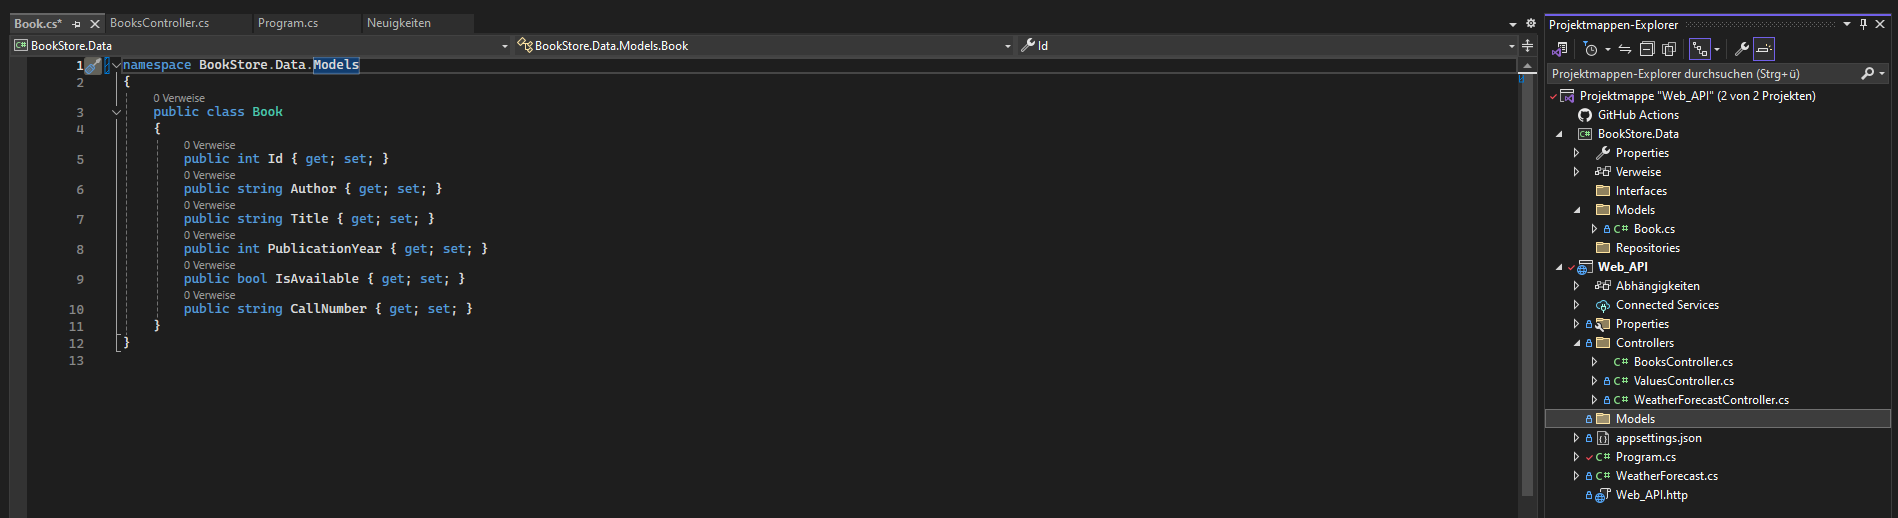 Book.cs*
BooksController.cs
Program.cs
Neuigkeiten
BookStore.Data
BookStore.Data.Models.Book
Id
1 namespace BookStore.Data.Models
2 {
0 Verweise
3 public class Book
4 {
0 Verweise
5 public int Id { get; set; }
0 Verweise
6 public string Author { get; set; }
0 Verweise
7 public string Title { get; set; }
0 Verweise
8 public int PublicationYear { get; set; }
0 Verweise
9 public bool IsAvailable { get; set; }
0 Verweise
10 public string CallNumber { get; set; }
11 }
12 }
13
Projektmappen-Explorer
Projektmappen-Explorer durchsuchen (Strg+ü)
Projektmappe "Web_API" (2 von 2 Projekten)
GitHub Actions
C# BookStore.Data
Properties
Verweise
Interfaces
Models
C# Book.cs
Repositories
Web_API
Abhängigkeiten
Connected Services
Properties
Controllers
C# BooksController.cs
C# ValuesController.cs
C# WeatherForecastController.cs
Models
appsettings.json
C# Program.cs
C# WeatherForecast.cs
Web_API.http